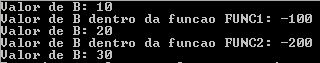 Valor de B: 10
Valor de B dentro da funcao FUNC1: -100
Valor de B: 20
Valor de B dentro da funcao FUNC2: -200
Valor de B: 30